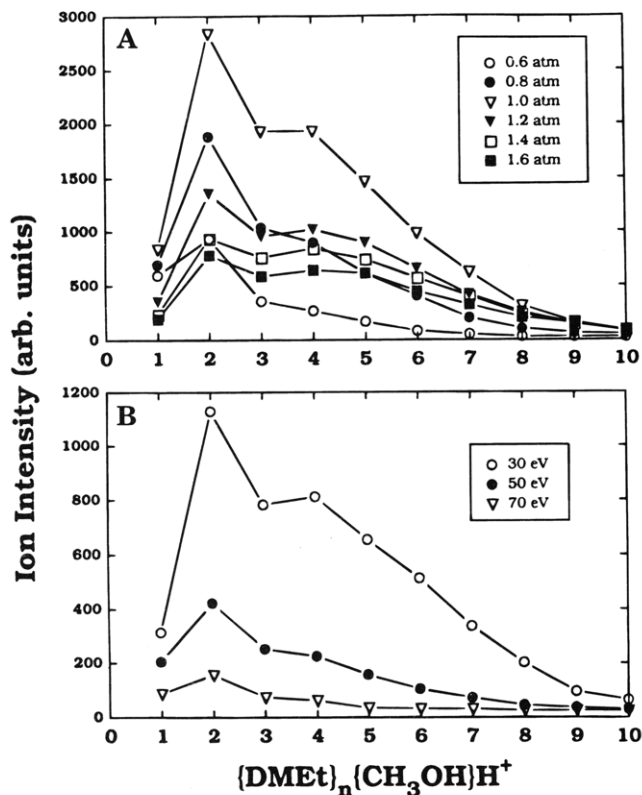 A
3000
2500
2000
1500
1000
500
0
0.6 atm
0.8 atm
1.0 atm
1.2 atm
1.4 atm
1.6 atm
0 1 2 3 4 5 6 7 8 9 10
Ion Intensity (arb. units)
B
1200
1000
800
600
400
200
0
30 eV
50 eV
70 eV
0 1 2 3 4 5 6 7 8 9 10
{DMEt}ₙ{CH₃OH}H⁺